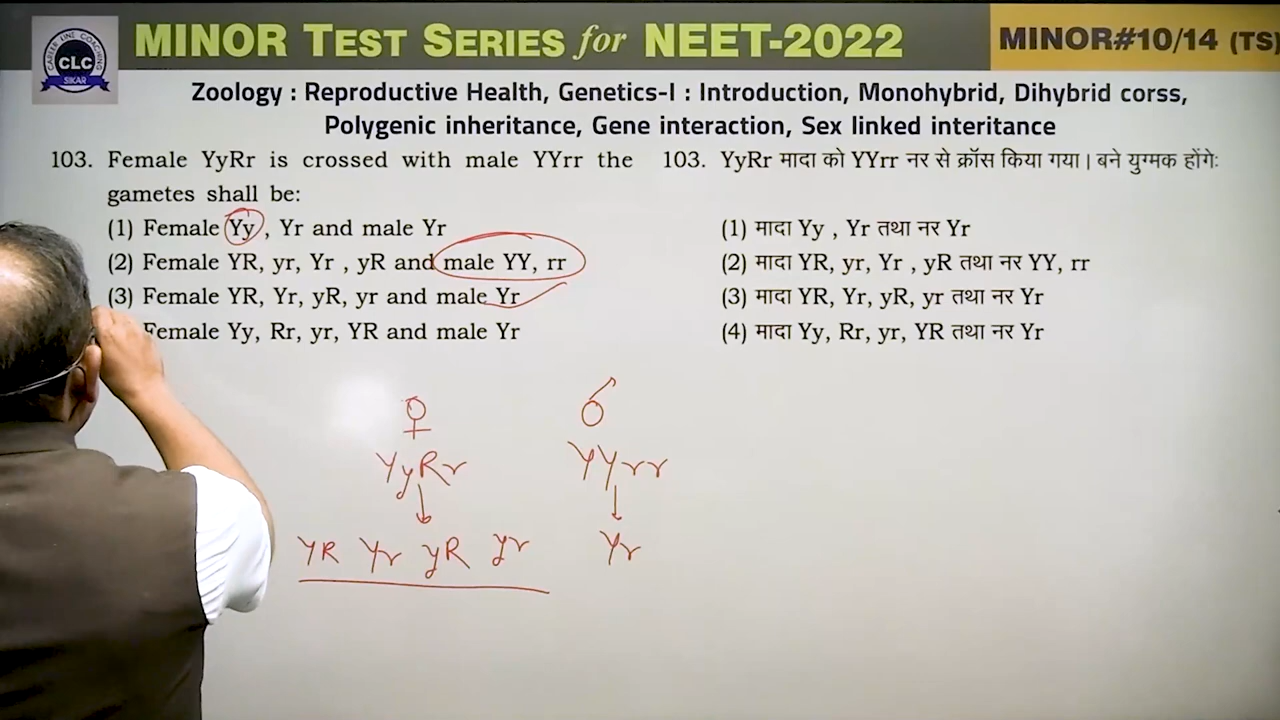 CAREER LINE COACHING
CLC
SIKAR
MINOR TEST SERIES for NEET-2022
MINOR#10/14 (TS)
Zoology : Reproductive Health, Genetics-I : Introduction, Monohybrid, Dihybrid corss,
Polygenic inheritance, Gene interaction, Sex linked interitance
103. Female YyRr is crossed with male YYrr the
gametes shall be:
(1) Female Yy , Yr and male Yr
(2) Female YR, yr, Yr , yR and male YY, rr
(3) Female YR, Yr, yR, yr and male Yr
Female Yy, Rr, yr, YR and male Yr
103. YyRr मादा को YYrr नर से क्रॉस किया गया। बने युग्मक होंगेः
(1) मादा Yy , Yr तथा नर Yr
(2) मादा YR, yr, Yr , yR तथा नर YY, rr
(3) मादा YR, Yr, yR, yr तथा नर Yr
(4) मादा Yy, Rr, yr, YR तथा नर Yr
♀ ♂
YyRr YYrr
YR Yr yR yr Yr